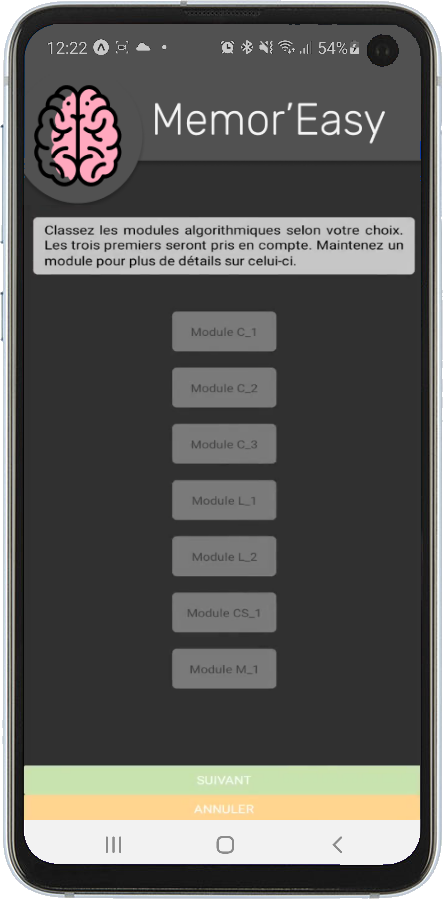 12:22
54%
Memor'Easy
Classez les modules algorithmiques selon votre choix.
Les trois premiers seront pris en compte. Maintenez un
module pour plus de détails sur celui-ci.
Module C_1
Module C_2
Module C_3
Module L_1
Module L_2
Module CS_1
Module M_1
SUIVANT
ANNULER